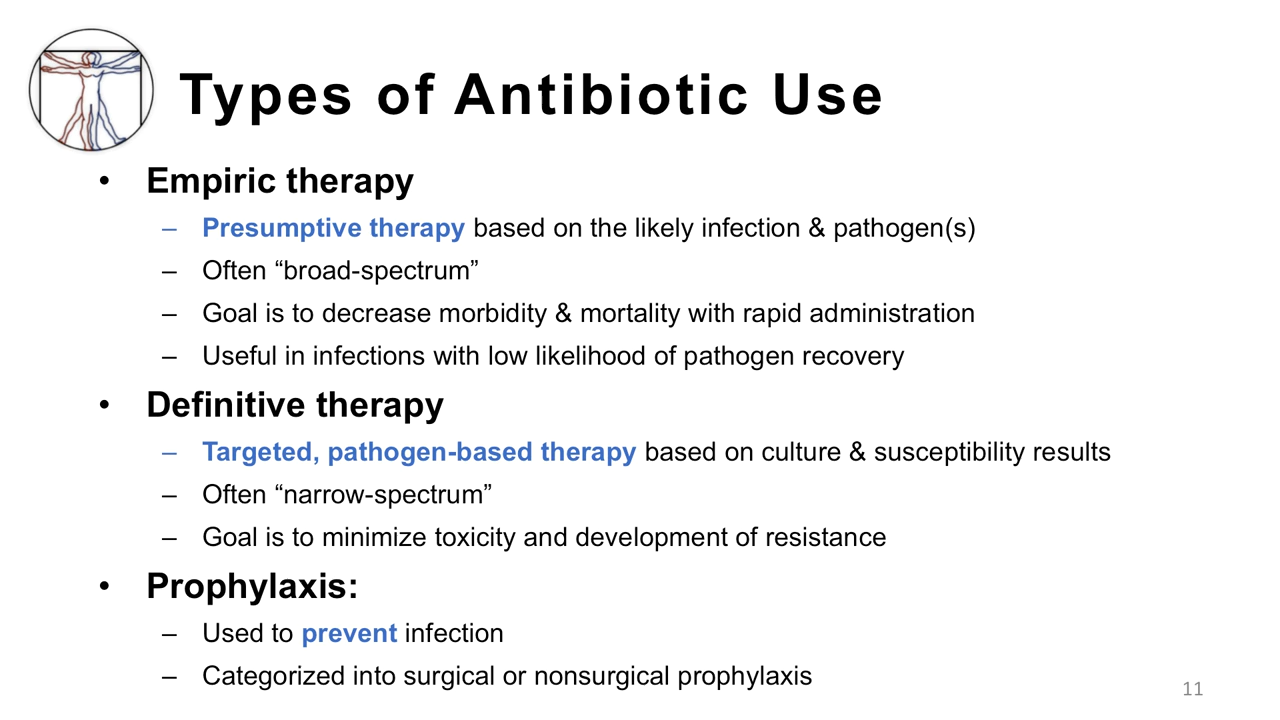 Types of Antibiotic Use
• Empiric therapy
– Presumptive therapy based on the likely infection & pathogen(s)
– Often “broad-spectrum”
– Goal is to decrease morbidity & mortality with rapid administration
– Useful in infections with low likelihood of pathogen recovery
• Definitive therapy
– Targeted, pathogen-based therapy based on culture & susceptibility results
– Often “narrow-spectrum”
– Goal is to minimize toxicity and development of resistance
• Prophylaxis:
– Used to prevent infection
– Categorized into surgical or nonsurgical prophylaxis
11